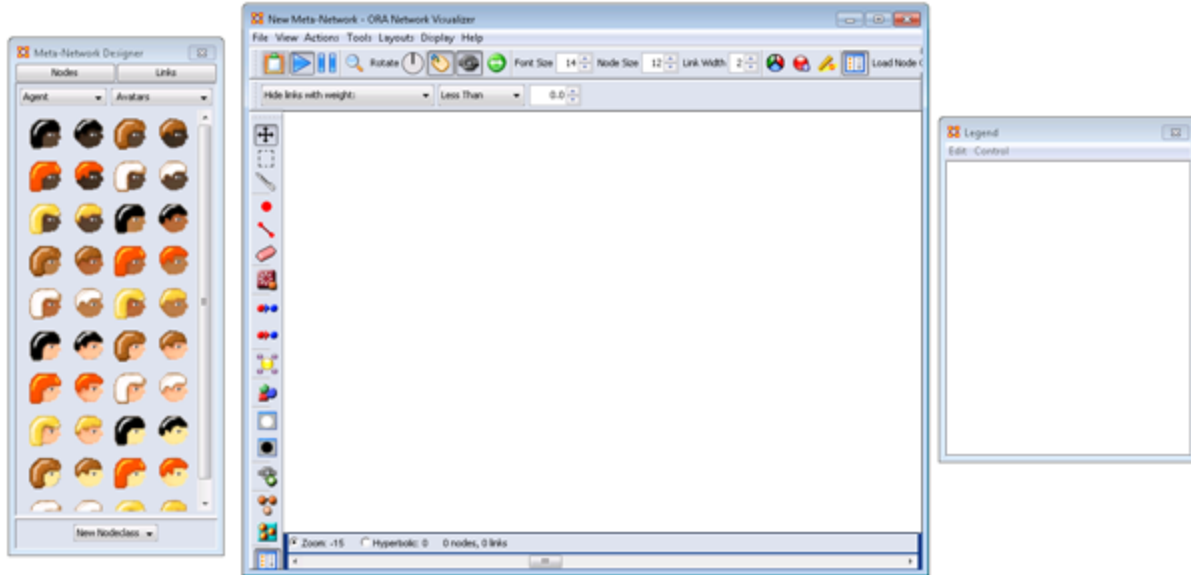 Meta-Network Designer
Nodes Links
Agent Avatars
New Nodeclass
New Meta-Network - ORA Network Visualizer
File View Actions Tools Layouts Display Help
Rotate Font Size 14 Node Size 12 Link Width 2 Load Node
Hide links with weight: Less Than 0.0
Zoom: -15 Hyperbolic: 0 0 nodes, 0 links
Legend
Edit Control